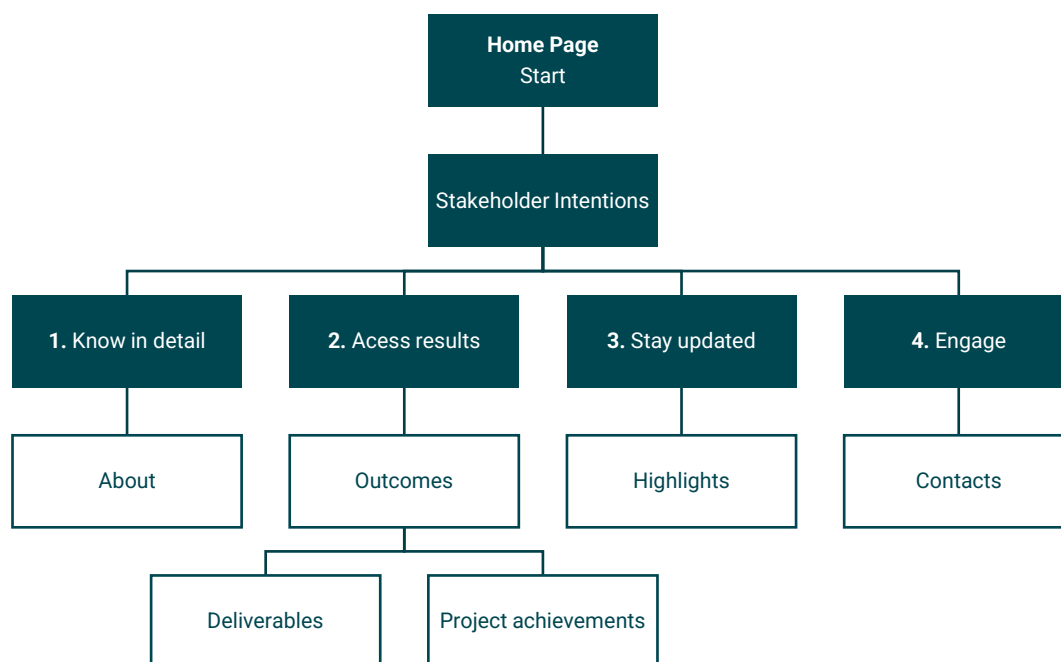 Home Page
Start
Stakeholder Intentions
1. Know in detail
2. Acess results
3. Stay updated
4. Engage
About
Outcomes
Highlights
Contacts
Deliverables
Project achievements